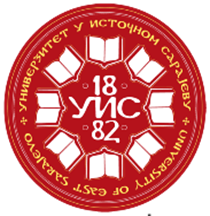 УНИВЕРЗИТЕТ У ИСТОЧНОМ САРАЈЕВУ
18
УИС
82
UNIVERSITY OF EAST SARAJEVO